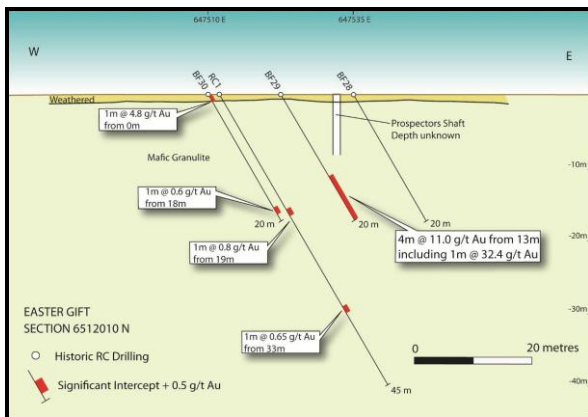 647510 E
647535 E
W
E
BF30
RC1
BF29
BF28
Weathered
1m @ 4.8 g/t Au
from 0m
Prospectors Shaft
Depth unknown
Mafic Granulite
-10m
1m @ 0.6 g/t Au
from 18m
20 m
20 m
20 m
4m @ 11.0 g/t Au from 13m
including 1m @ 32.4 g/t Au
-20m
1m @ 0.8 g/t Au
from 19m
-30m
EASTER GIFT
SECTION 6512010 N
1m @ 0.65 g/t Au
from 33m
0
20 metres
Historic RC Drilling
Significant Intercept + 0.5 g/t Au
45 m
-40m